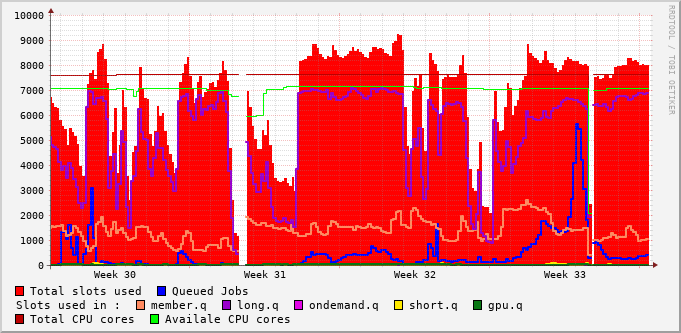 10000
9000
8000
7000
6000
5000
4000
3000
2000
1000
0
Week 30 Week 31 Week 32 Week 33
RRDTOOL / TOBI OETIKER
Total slots used Queued Jobs
Slots used in : member.q long.q ondemand.q short.q gpu.q
Total CPU cores Availale CPU cores